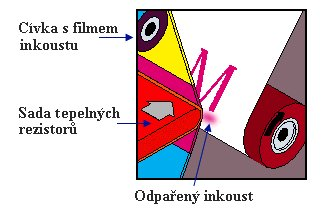 Cívka s filmem
inkoustu
Sada tepelných
rezistorů
Odpařený inkoust